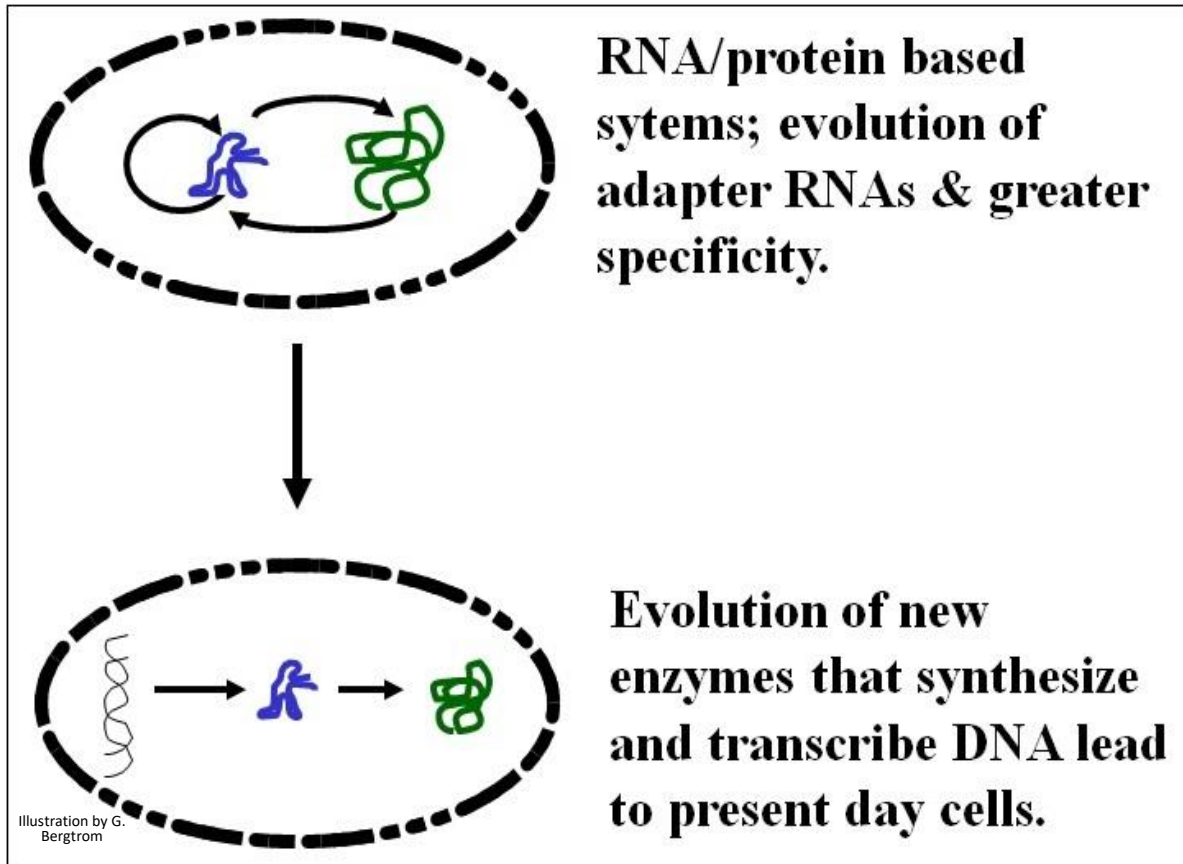 RNA/protein based
sytems; evolution of
adapter RNAs & greater
specificity.
Evolution of new
enzymes that synthesize
and transcribe DNA lead
to present day cells.
Illustration by G.
Bergtrom